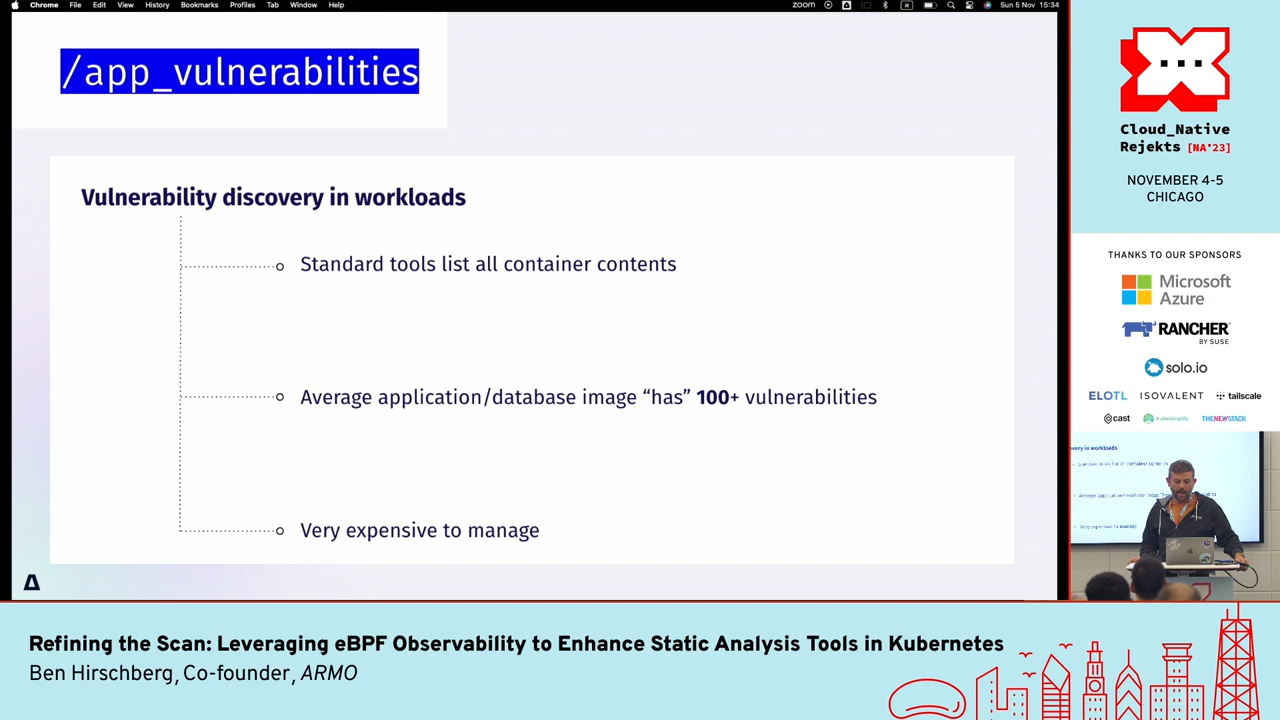 Chrome File Edit View History Bookmarks Profiles Tab Window Help
zoom
Sun 5 Nov 15:34
/app_vulnerabilities
Vulnerability discovery in workloads
Standard tools list all container contents
Average application/database image “has” 100+ vulnerabilities
Very expensive to manage
Cloud_Native
Rejekts [NA'23]
NOVEMBER 4-5
CHICAGO
THANKS TO OUR SPONSORS
Microsoft
Azure
RANCHER
BY SUSE
solo.io
ELOTL ISOVALENT tailscale
cast kubesimplify THENEWSTACK
Refining the Scan: Leveraging eBPF Observability to Enhance Static Analysis Tools in Kubernetes
Ben Hirschberg, Co-founder, ARMO